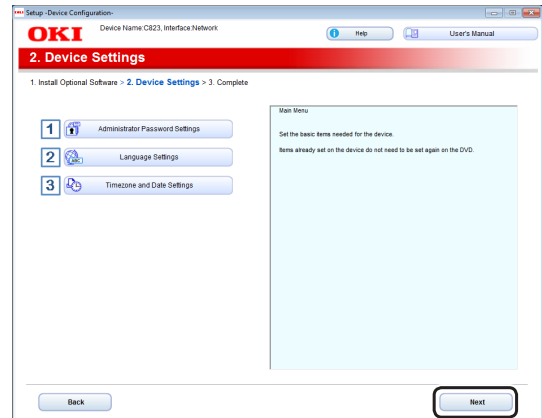 Setup -Device Configuration-
OKI
Device Name:C823, Interface:Network
Help
User's Manual
2. Device Settings
1. Install Optional Software > 2. Device Settings > 3. Complete
1
Administrator Password Settings
2
ABC
Language Settings
3
Timezone and Date Settings
Main Menu
Set the basic items needed for the device.
Items already set on the device do not need to be set again on the DVD.
Back
Next